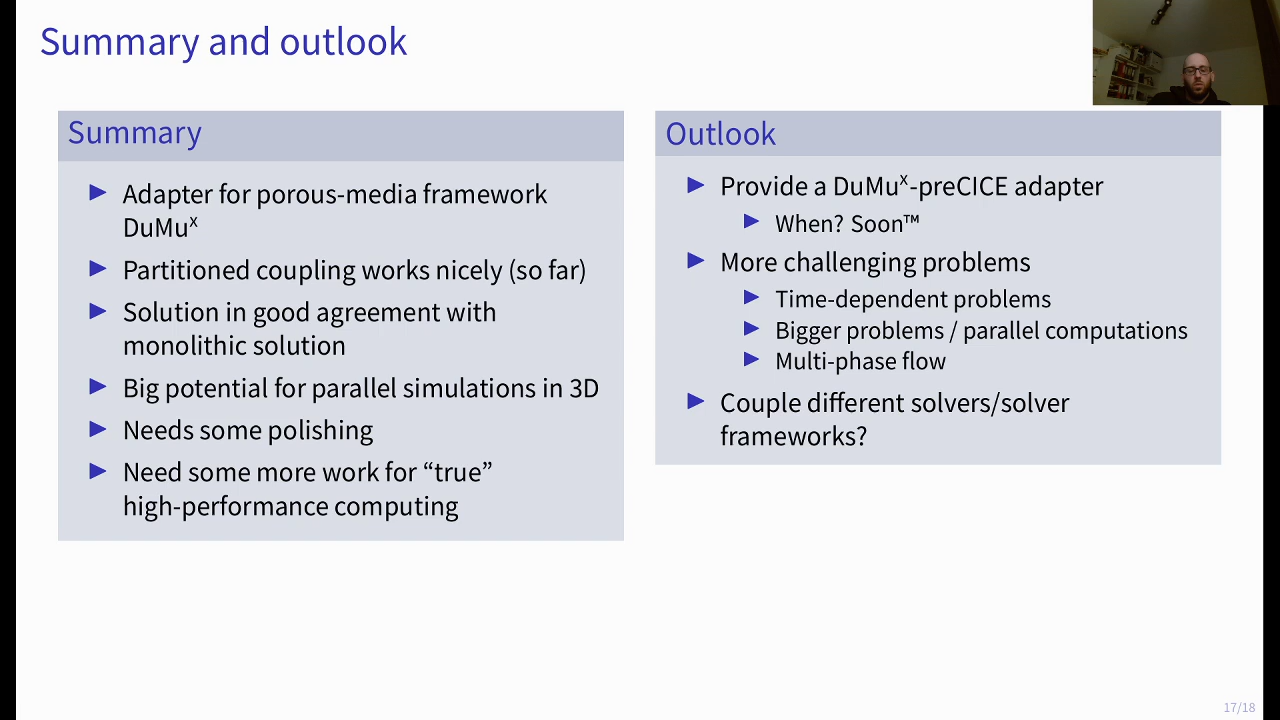 Summary and outlook
Summary
Adapter for porous-media framework
DuMuˣ
Partitioned coupling works nicely (so far)
Solution in good agreement with
monolithic solution
Big potential for parallel simulations in 3D
Needs some polishing
Need some more work for “true”
high-performance computing
Outlook
Provide a DuMuˣ-preCICE adapter
When? Soon™
More challenging problems
Time-dependent problems
Bigger problems / parallel computations
Multi-phase flow
Couple different solvers/solver
frameworks?
17/18